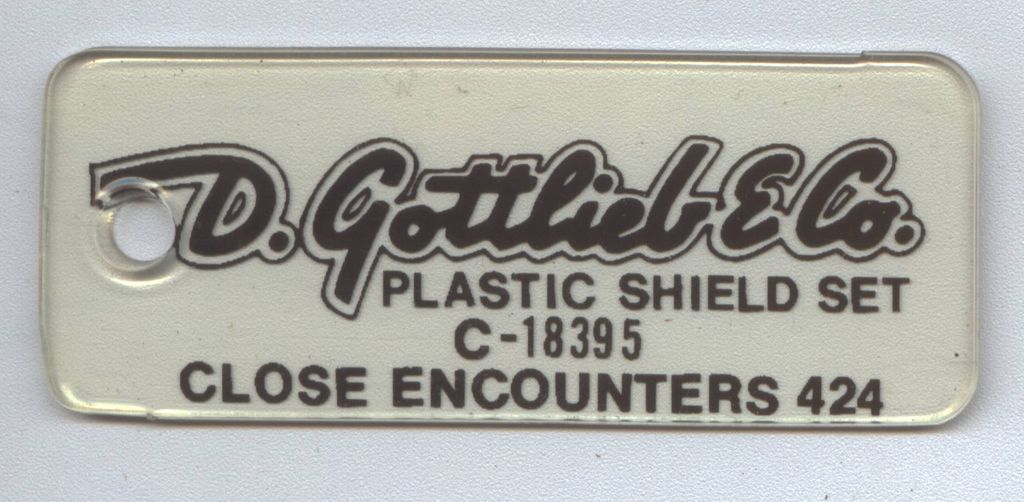 D. Gottlieb & Co.
PLASTIC SHIELD SET
C-18395
CLOSE ENCOUNTERS 424